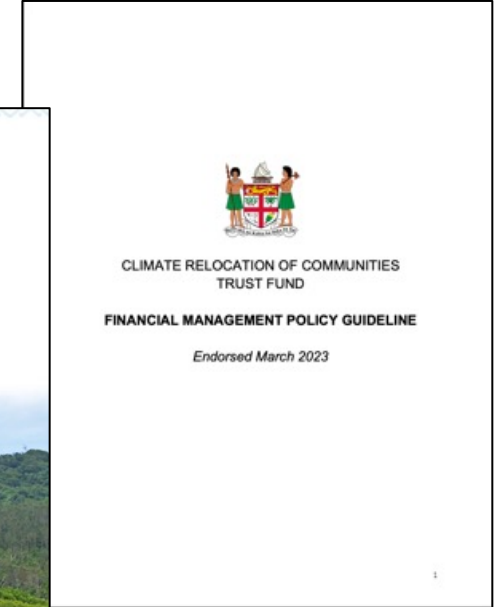 CLIMATE RELOCATION OF COMMUNITIES
TRUST FUND
FINANCIAL MANAGEMENT POLICY GUIDELINE
Endorsed March 2023
1